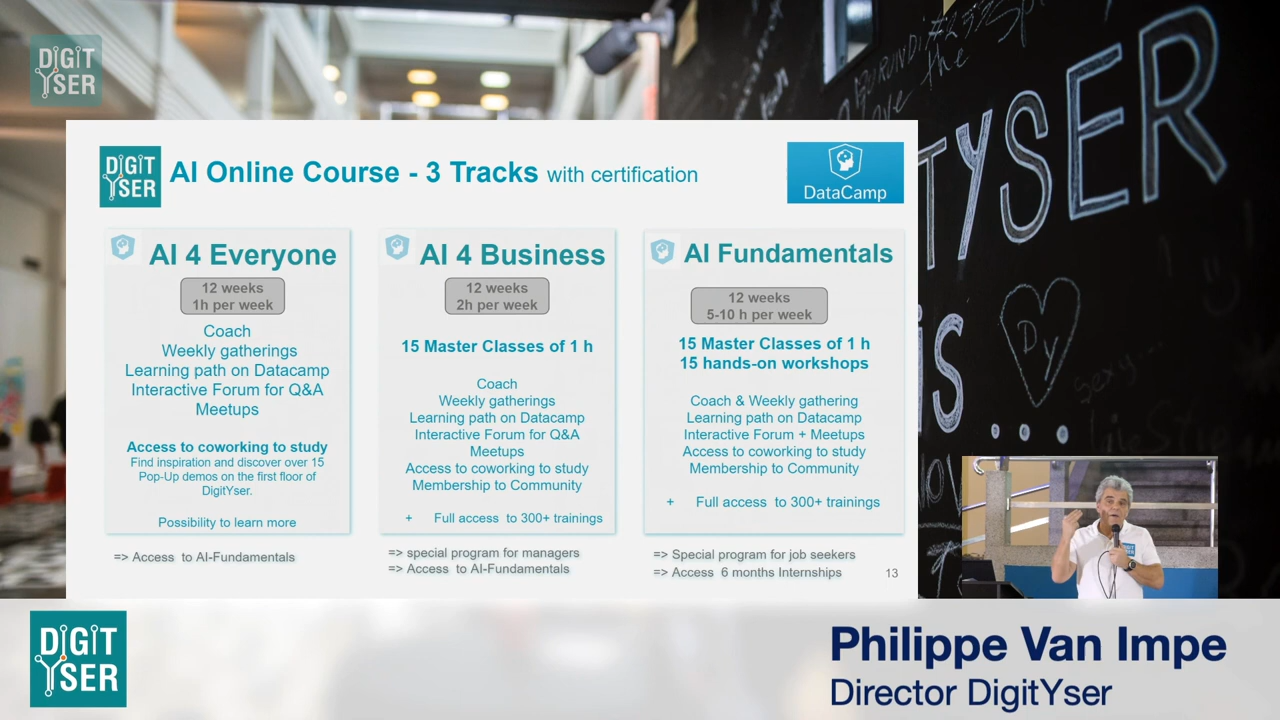 DIGIT
YSER
the
TYSER
is ...
Dy
DIGIT
YSER
AI Online Course - 3 Tracks with certification
DataCamp
AI 4 Everyone
12 weeks
1h per week
Coach
Weekly gatherings
Learning path on Datacamp
Interactive Forum for Q&A
Meetups
Access to coworking to study
Find inspiration and discover over 15
Pop-Up demos on the first floor of
DigitYser.
Possibility to learn more
=> Access to AI-Fundamentals
AI 4 Business
12 weeks
2h per week
15 Master Classes of 1 h
Coach
Weekly gatherings
Learning path on Datacamp
Interactive Forum for Q&A
Meetups
Access to coworking to study
Membership to Community
+ Full access to 300+ trainings
=> special program for managers
=> Access to AI-Fundamentals
AI Fundamentals
12 weeks
5-10 h per week
15 Master Classes of 1 h
15 hands-on workshops
Coach & Weekly gathering
Learning path on Datacamp
Interactive Forum + Meetups
Access to coworking to study
Membership to Community
+ Full access to 300+ trainings
=> Special program for job seekers
=> Access 6 months Internships
13
DIGIT
YSER
Philippe Van Impe
Director DigitYser